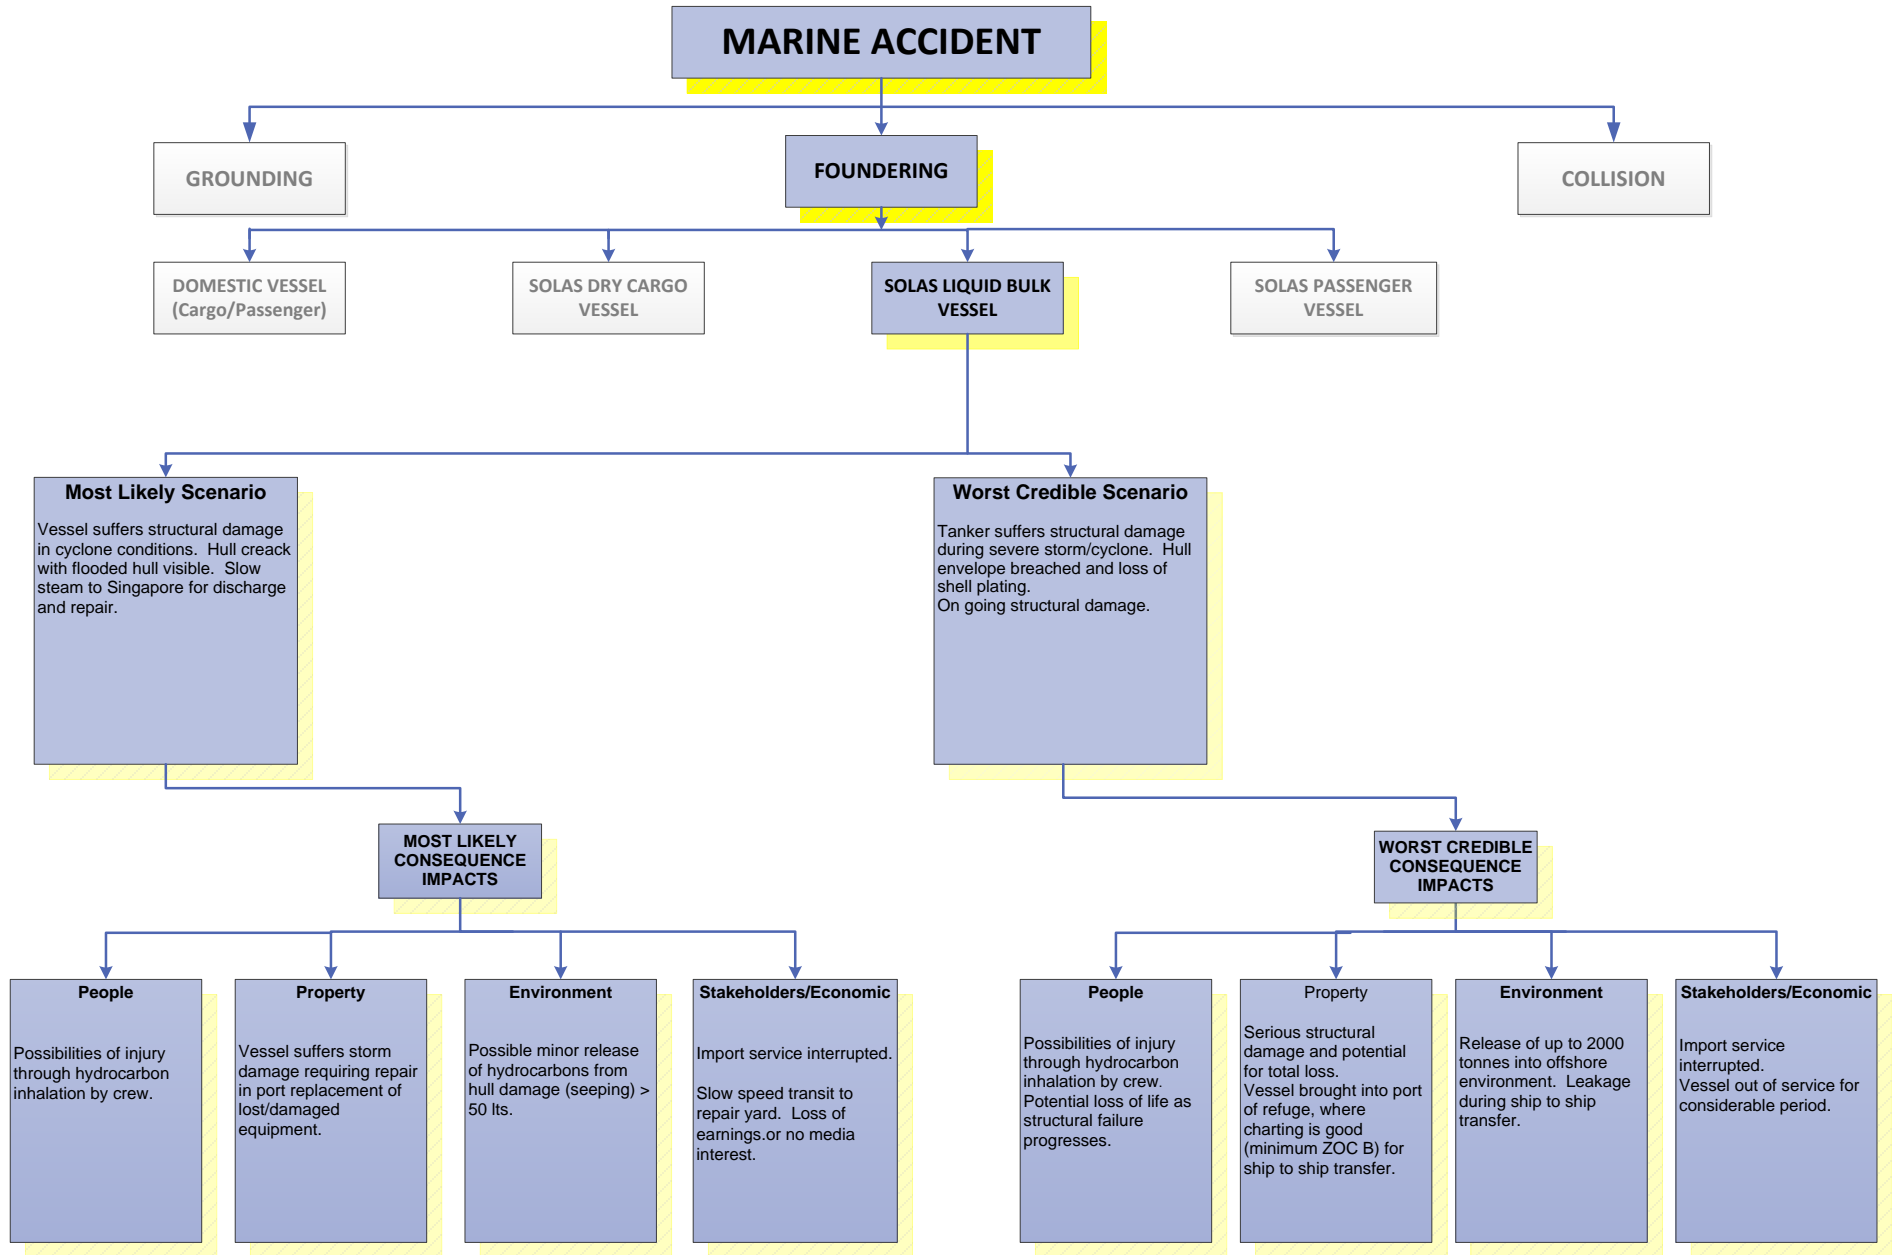 MARINE ACCIDENT
GROUNDING
FOUNDERING
COLLISION
DOMESTIC VESSEL
(Cargo/Passenger)
SOLAS DRY CARGO
VESSEL
SOLAS LIQUID BULK
VESSEL
SOLAS PASSENGER
VESSEL
Most Likely Scenario
Vessel suffers structural damage
in cyclone conditions.  Hull creack
with flooded hull visible.  Slow
steam to Singapore for discharge
and repair.
Worst Credible Scenario
Tanker suffers structural damage
during severe storm/cyclone.  Hull
envelope breached and loss of
shell plating.
On going structural damage.
MOST LIKELY
CONSEQUENCE
IMPACTS
WORST CREDIBLE
CONSEQUENCE
IMPACTS
People
Possibilities of injury
through hydrocarbon
inhalation by crew.
Property
Vessel suffers storm
damage requiring repair
in port replacement of
lost/damaged
equipment.
Environment
Possible minor release
of hydrocarbons from
hull damage (seeping) >
50 lts.
Stakeholders/Economic
Import service interrupted.
Slow speed transit to
repair yard.  Loss of
earnings.or no media
interest.
People
Possibilities of injury
through hydrocarbon
inhalation by crew.
Potential loss of life as
structural failure
progresses.
Property
Serious structural
damage and potential
for total loss.
Vessel brought into port
of refuge, where
charting is good
(minimum ZOC B) for
ship to ship transfer.
Environment
Release of up to 2000
tonnes into offshore
environment.  Leakage
during ship to ship
transfer.
Stakeholders/Economic
Import service
interrupted.
Vessel out of service for
considerable period.